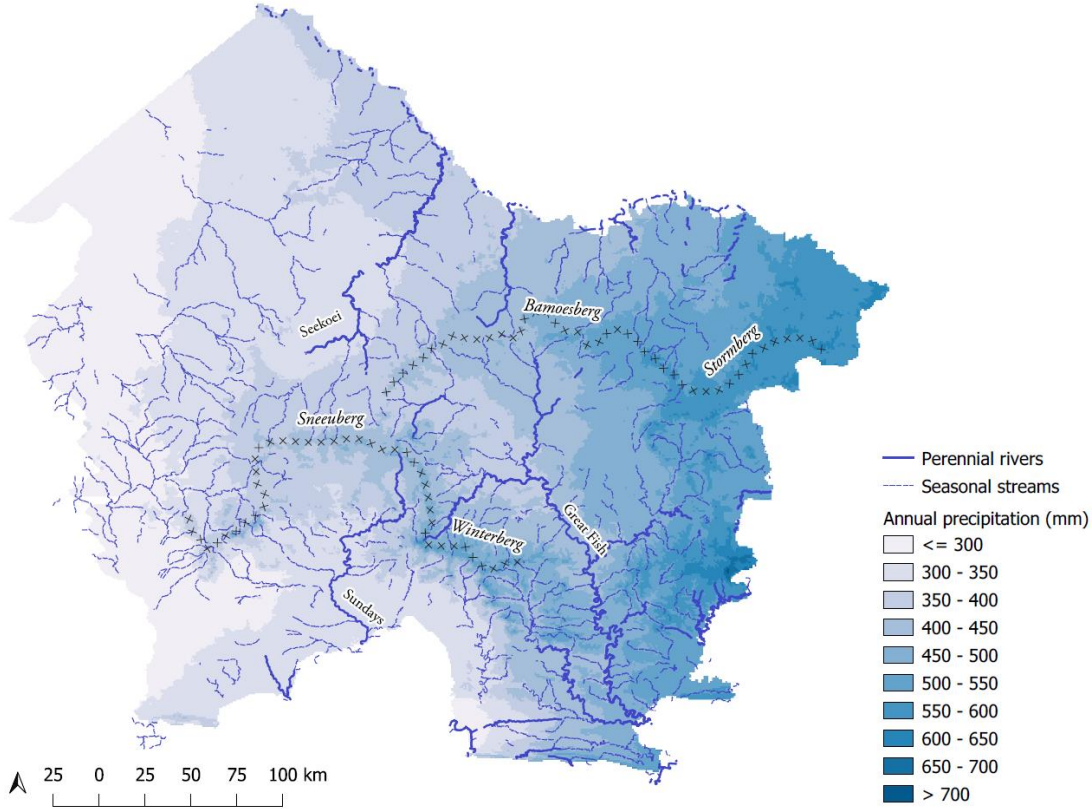 Bamoesberg
Seekoei
Stormberg
Sneeuberg
Winterberg
Great Fish
Sundays
Perennial rivers
Seasonal streams
Annual precipitation (mm)
<= 300
300 - 350
350 - 400
400 - 450
450 - 500
500 - 550
550 - 600
600 - 650
650 - 700
> 700
25 0 25 50 75 100 km